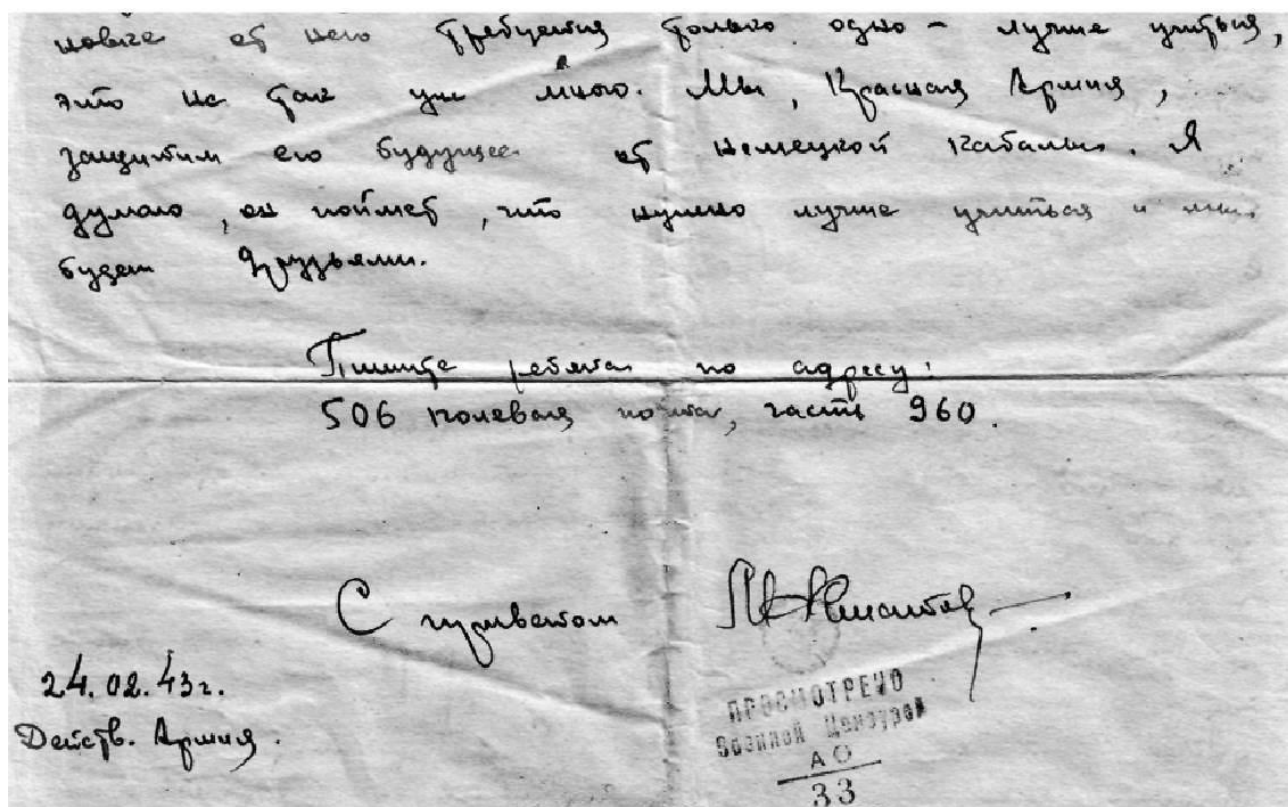 от него требуется только одно – лучше учиться,
это не так уж много. Мы, Красная Армия,
защитим его будущее от немецкой кабалы. Я
думаю, он поймет, что нужно лучше учиться и мы
будем друзьями.
Пишите ребята по адресу:
506 полевая почта, часть 960.
С приветом
24.02.43г.
Действ. Армия.
ПРОСМОТРЕНО
Военной Цензурой
АО
33